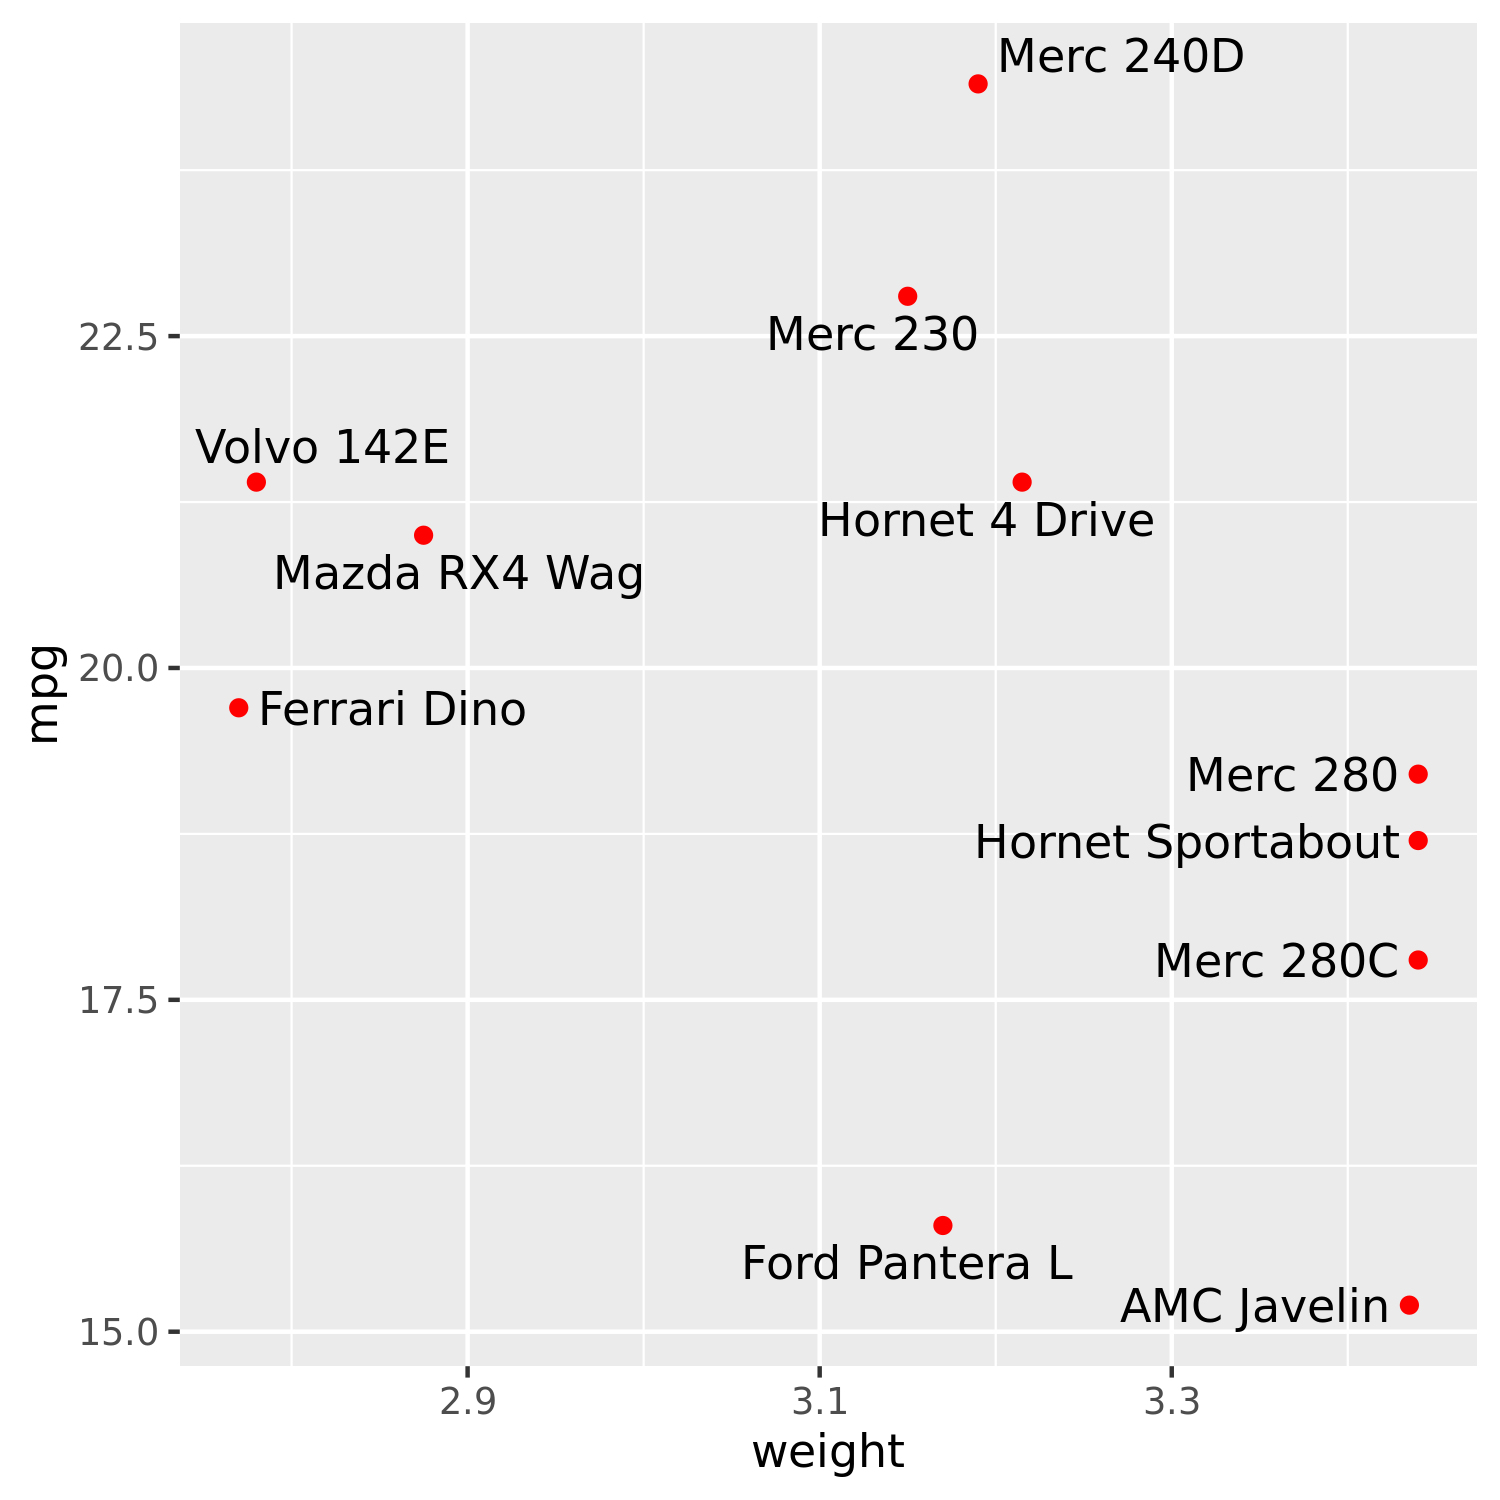 Merc 240D
Merc 230
22.5
Volvo 142E
Hornet 4 Drive
Mazda RX4 Wag
mpg
20.0
Ferrari Dino
Merc 280
Hornet Sportabout
Merc 280C
17.5
Ford Pantera L
AMC Javelin
15.0
2.9
3.1
3.3
weight